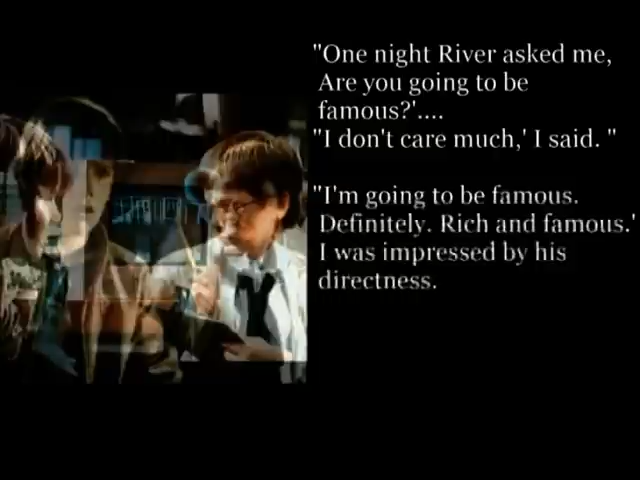 "One night River asked me,
Are you going to be
famous?'....
"I don't care much,' I said. "
"I'm going to be famous.
Definitely. Rich and famous.'
I was impressed by his
directness.